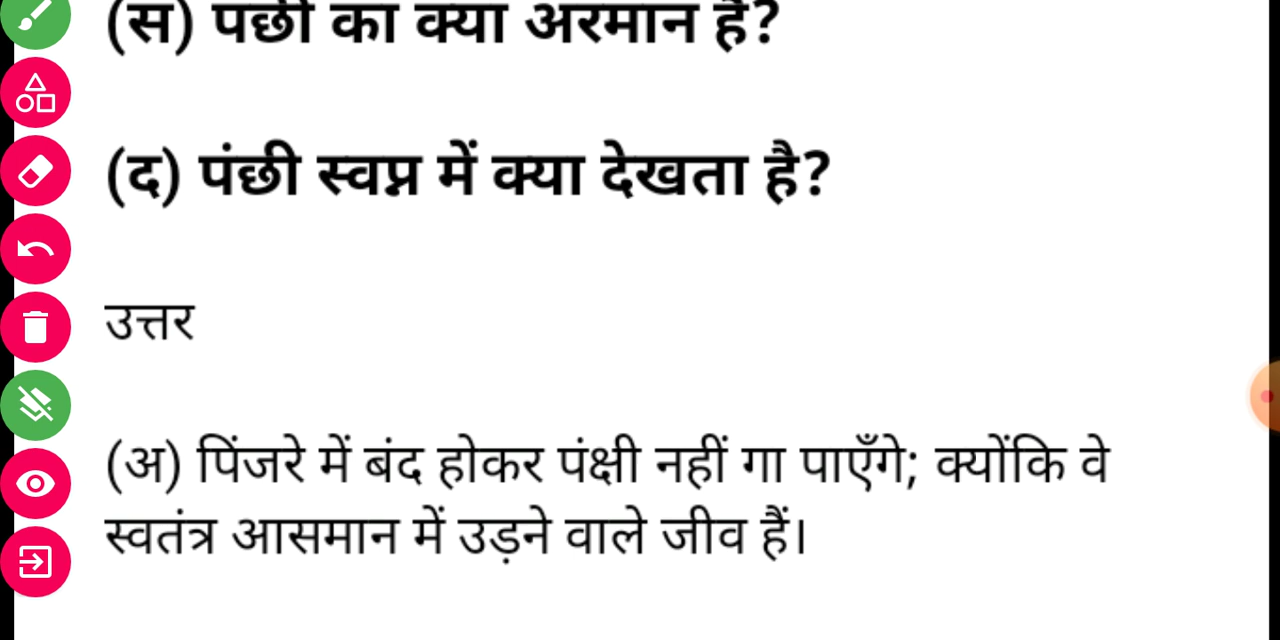 (स) पंछी का क्या अरमान है?
(द) पंछी स्वप्न में क्या देखता है?
उत्तर
(अ) पिंजरे में बंद होकर पंक्षी नहीं गा पाएँगे; क्योंकि वे
स्वतंत्र आसमान में उड़ने वाले जीव हैं।